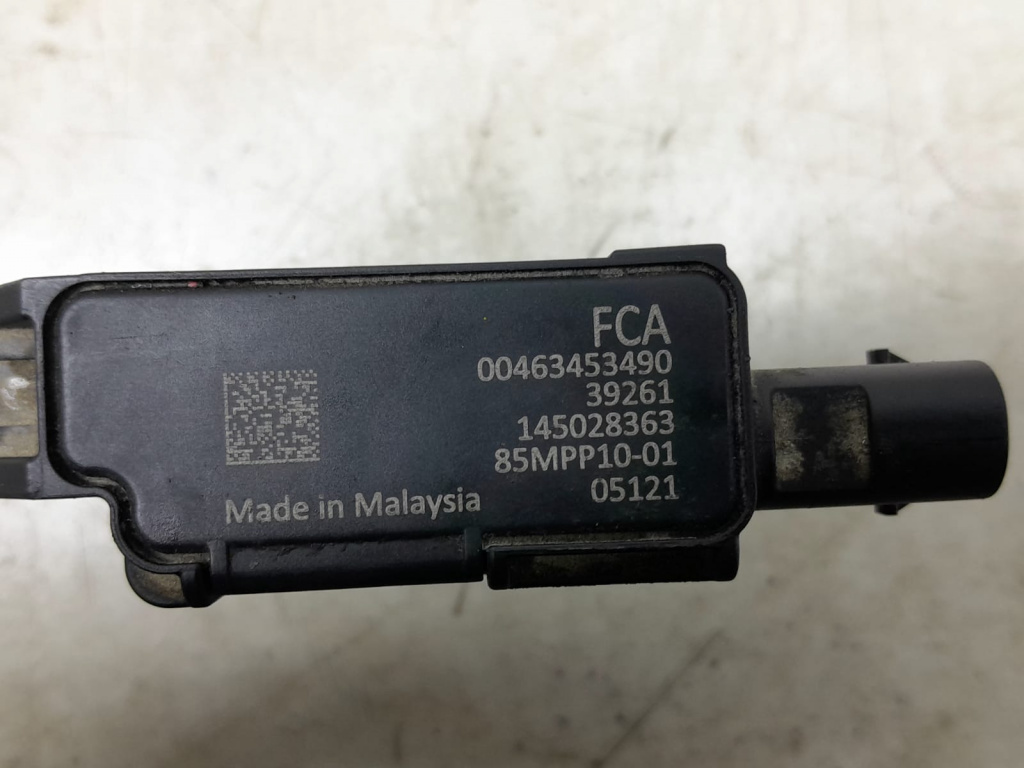 FCA
00463453490
39261
145028363
85MPP10-01
05121
Made in Malaysia